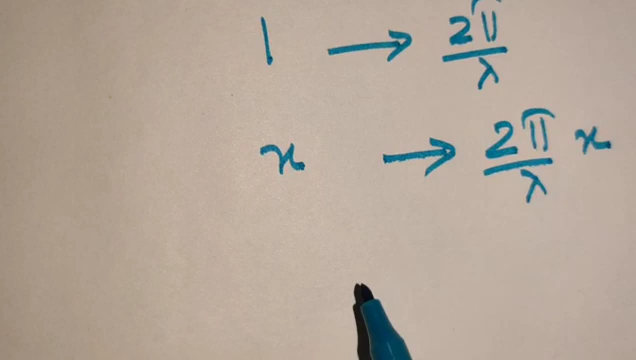 1 → 2π/λ
x → 2π/λ x